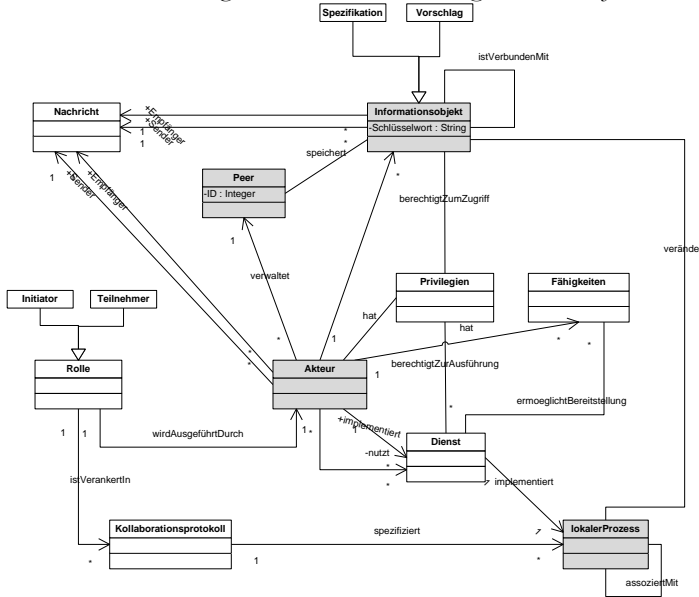 Spezifikation
Vorschlag
istVerbundenMit
Nachricht
Informationsobjekt
-Schlüsselwort : String
+Empfänger
+Sender
1
1
*
*
speichert
Peer
-ID : Integer
+Empfänger
+Sender
1
*
berechtigtZumZugriff
1
verwaltet
verände
Privilegien
Fähigkeiten
Initiator
Teilnehmer
hat
hat
1
*
*
*
*
*
Rolle
Akteur
1
berechtigtZurAusführung
ermoeglichtBereitstellung
*
1
1
wirdAusgeführtDurch
1
*
+implementiert
1
Dienst
-nutzt
*
*
istVerankertIn
implementiert
Kollaborationsprotokoll
spezifiziert
lokalerProzess
*
1
*
assoziertMit